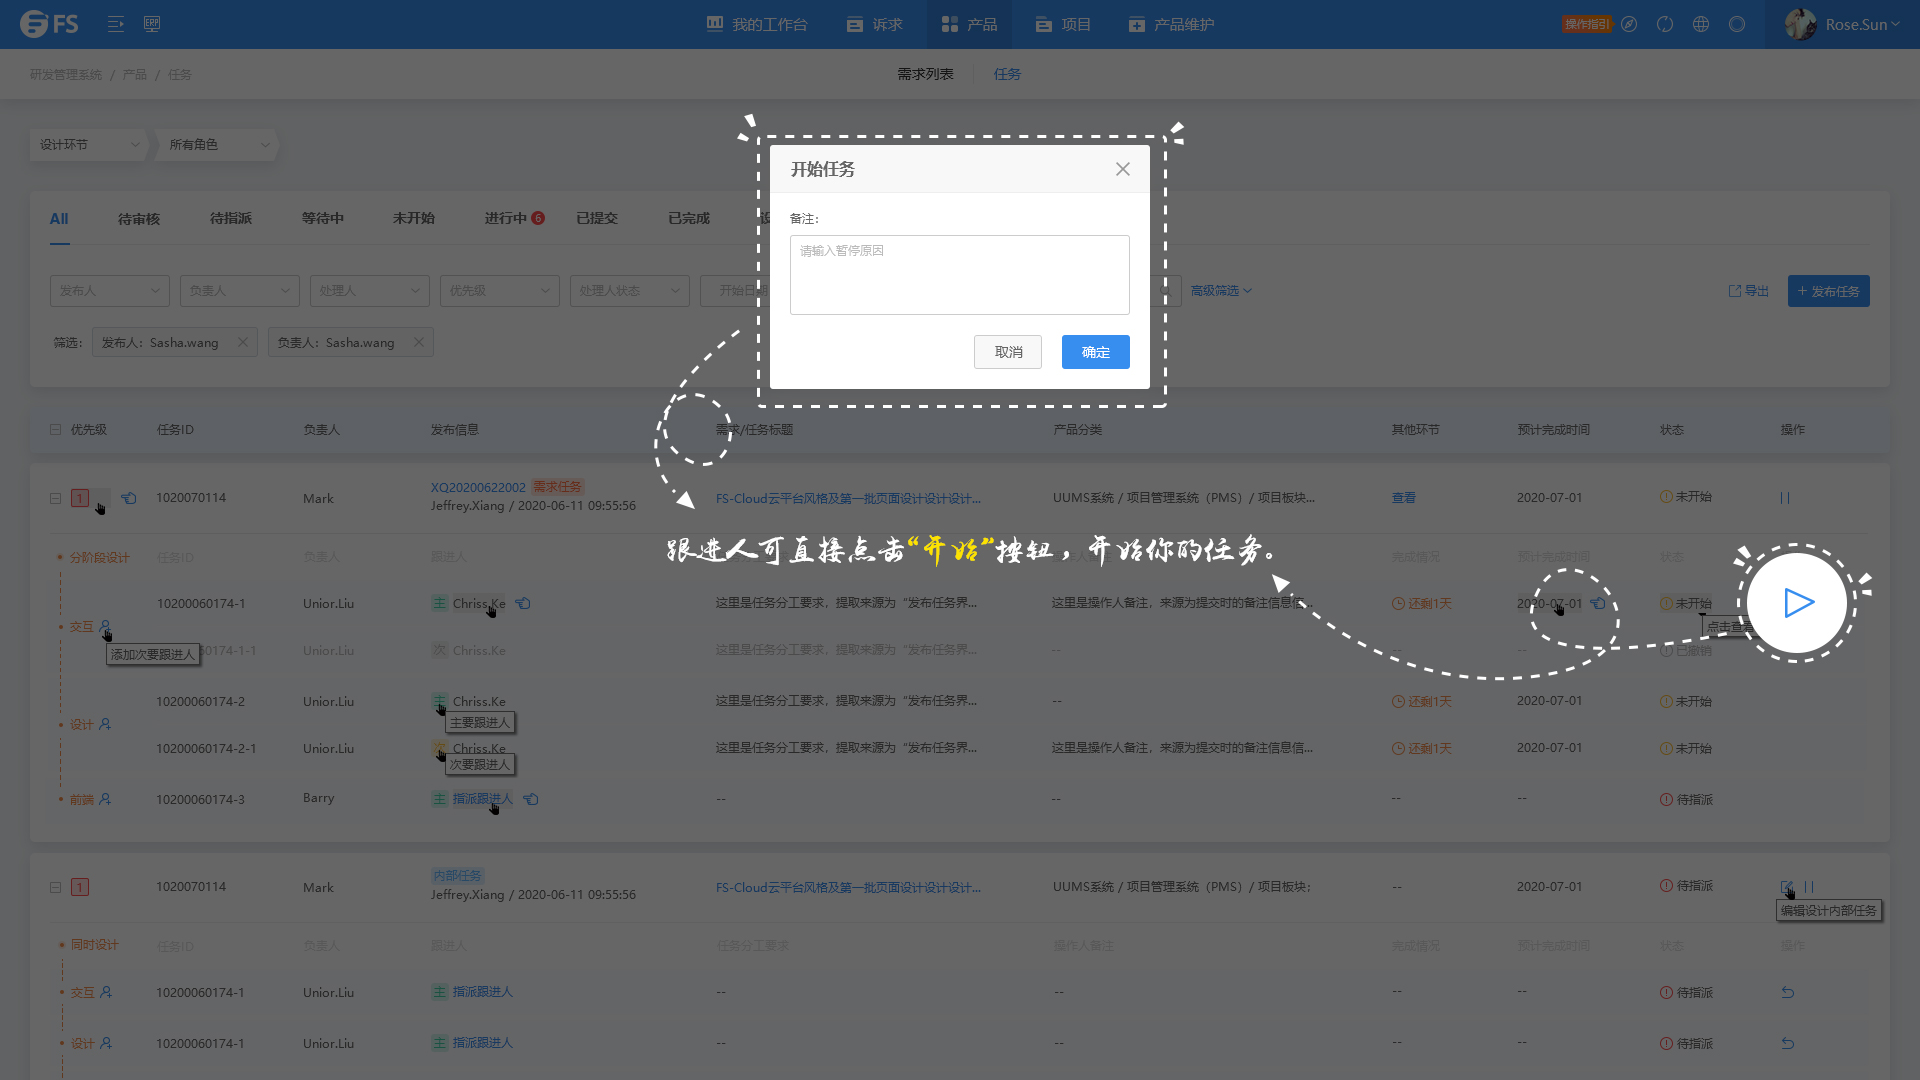 FS
我的工作台
诉求
产品
项目
产品维护
操作指引
Rose.Sun
研发管理系统 / 产品 / 任务
需求列表
任务
设计环节
所有角色
开始任务
All
待审核
待指派
等待中
未开始
进行中 6
已提交
已完成
备注：
请输入暂停原因
取消
确定
发布人
负责人
处理人
优先级
处理人状态
开始日期
高级筛选
导出
+ 发布任务
筛选：
发布人：Sasha.wang
负责人：Sasha.wang
优先级 任务ID 负责人 发布信息 需求/任务标题 产品分类 其他环节 预计完成时间 状态 操作
1 1020070114 Mark XQ20200622002 需求任务
Jeffrey.Xiang / 2020-06-11 09:55:56 FS-Cloud云平台风格及第一批页面设计设计设计... UUMS系统 / 项目管理系统（PMS）/ 项目板块... 查看 2020-07-01 未开始
跟进人可直接点击“开始”按钮，开始你的任务。
分阶段设计 任务ID 负责人 跟进人 完成情况 预计完成时间 状态
10200060174-1 Unior.Liu 主 Chriss.Ke 这里是任务分工要求，提取来源为“发布任务界... 这里是操作人备注，来源为提交时的备注信息信... 还剩1天 2020-07-01 未开始
交互
点击查看
添加次要跟进人
60174-1-1 Unior.Liu 次 Chriss.Ke 这里是任务分工要求，提取来源为“发布任务界... -- -- -- 已撤销
10200060174-2 Unior.Liu 主 Chriss.Ke 这里是任务分工要求，提取来源为“发布任务界... -- 还剩1天 2020-07-01 未开始
设计
主要跟进人
10200060174-2-1 Unior.Liu 次 Chriss.Ke 这里是任务分工要求，提取来源为“发布任务界... 这里是操作人备注，来源为提交时的备注信息信... 还剩1天 2020-07-01 未开始
次要跟进人
前端 10200060174-3 Barry 主 指派跟进人 -- -- -- -- 待指派
1 1020070114 Mark 内部任务
Jeffrey.Xiang / 2020-06-11 09:55:56 FS-Cloud云平台风格及第一批页面设计设计设计... UUMS系统 / 项目管理系统（PMS）/ 项目板块； -- 2020-07-01 待指派
编辑设计内部任务
同时设计 任务ID 负责人 跟进人 任务分工要求 操作人备注 完成情况 预计完成时间 状态 操作
交互 10200060174-1 Unior.Liu 主 指派跟进人 -- -- -- -- 待指派
设计 10200060174-1 Unior.Liu 主 指派跟进人 -- -- -- -- 待指派